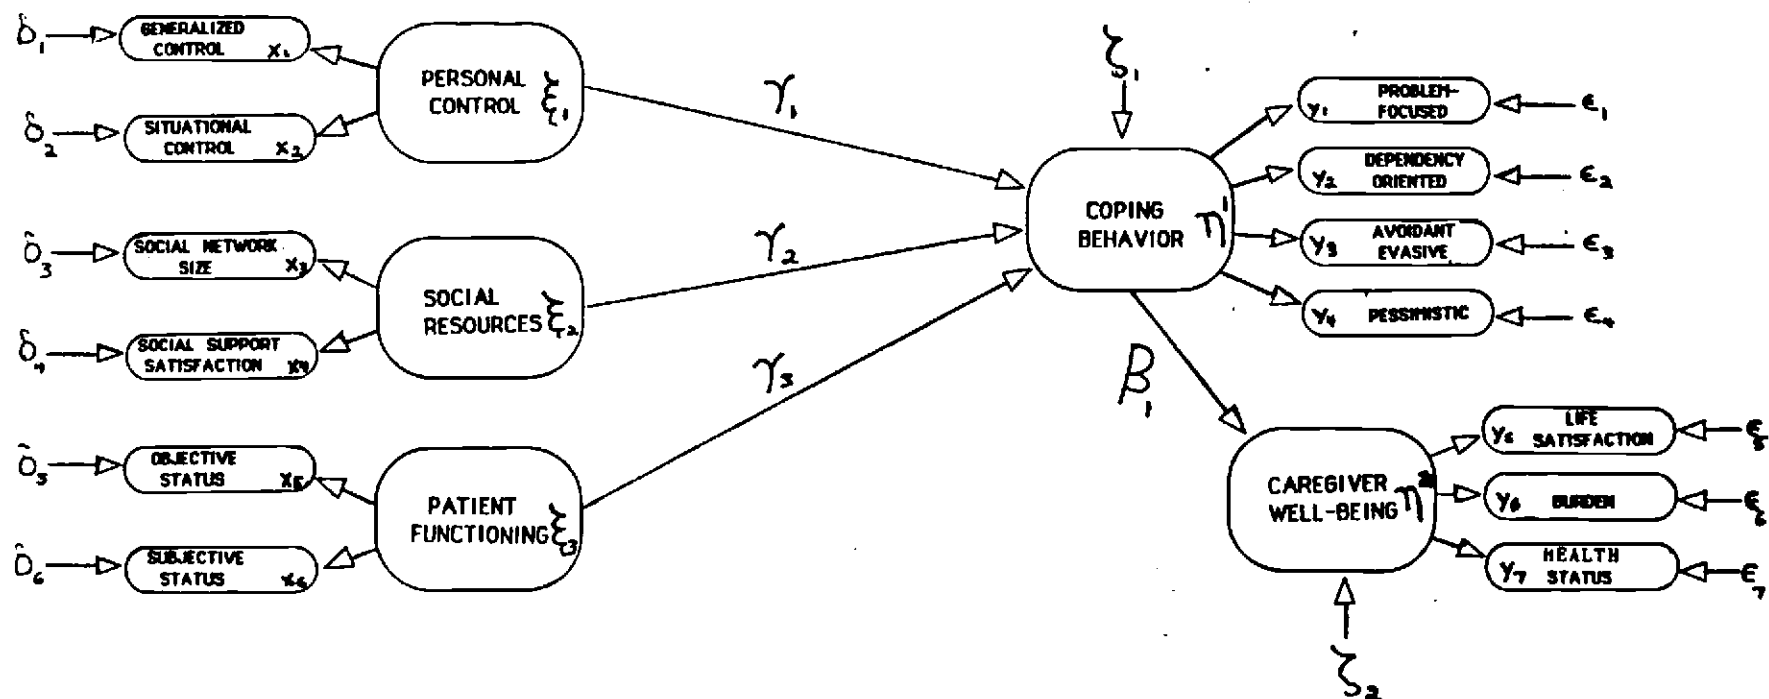 δ₁
GENERALIZED
CONTROL x₁
δ₂
SITUATIONAL
CONTROL x₂
PERSONAL
CONTROL ξ₁
γ₁
δ₃
SOCIAL NETWORK
SIZE x₃
δ₄
SOCIAL SUPPORT
SATISFACTION x₄
SOCIAL
RESOURCES ξ₂
γ₂
δ₃
OBJECTIVE
STATUS x₅
δ₆
SUBJECTIVE
STATUS x₆
PATIENT
FUNCTIONING ξ₃
γ₃
ζ₁
COPING
BEHAVIOR η¹
y₁ PROBLEM-
FOCUSED
ε₁
y₂ DEPENDENCY
ORIENTED
ε₂
y₃ AVOIDANT
EVASIVE
ε₃
y₄ PESSIMISTIC
ε₄
β₁
CAREGIVER
WELL-BEING η²
y₅ LIFE
SATISFACTION
ε₅
y₆ BURDEN
ε₆
y₇ HEALTH
STATUS
ε₇
ζ₂